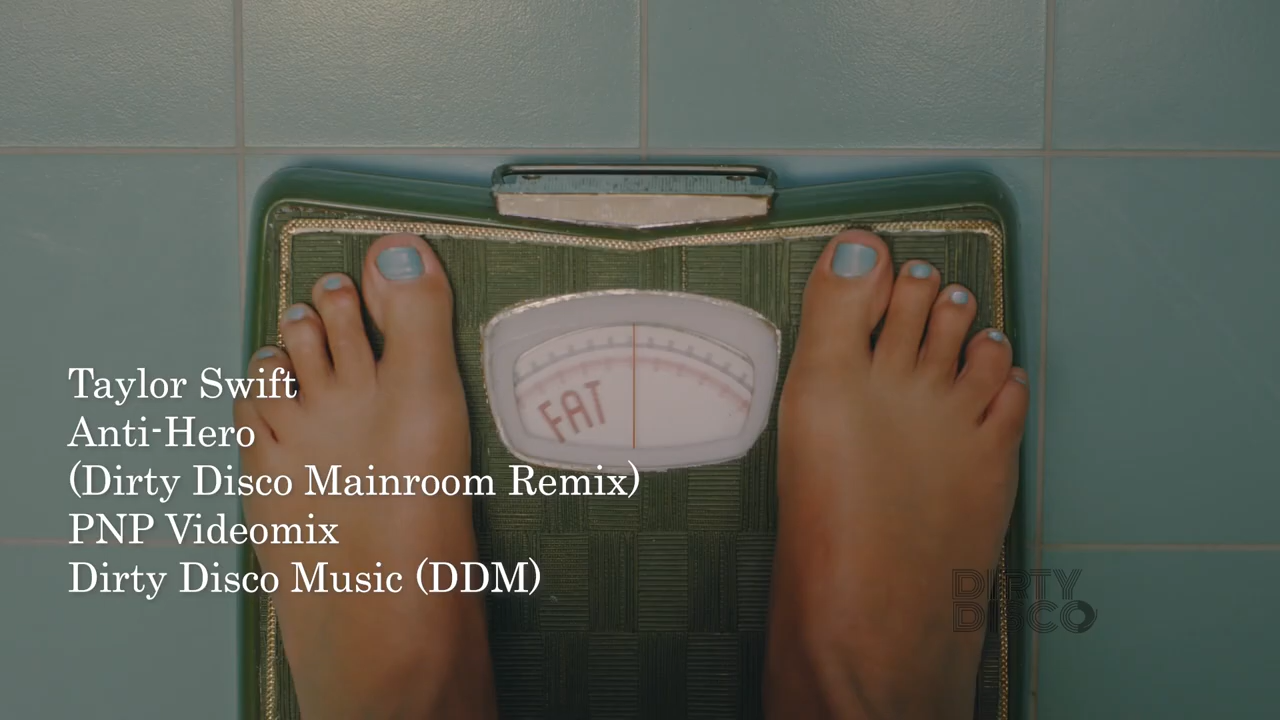 FAT
Taylor Swift
Anti-Hero
(Dirty Disco Mainroom Remix)
PNP Videomix
Dirty Disco Music (DDM)
DIRTY
DISCO